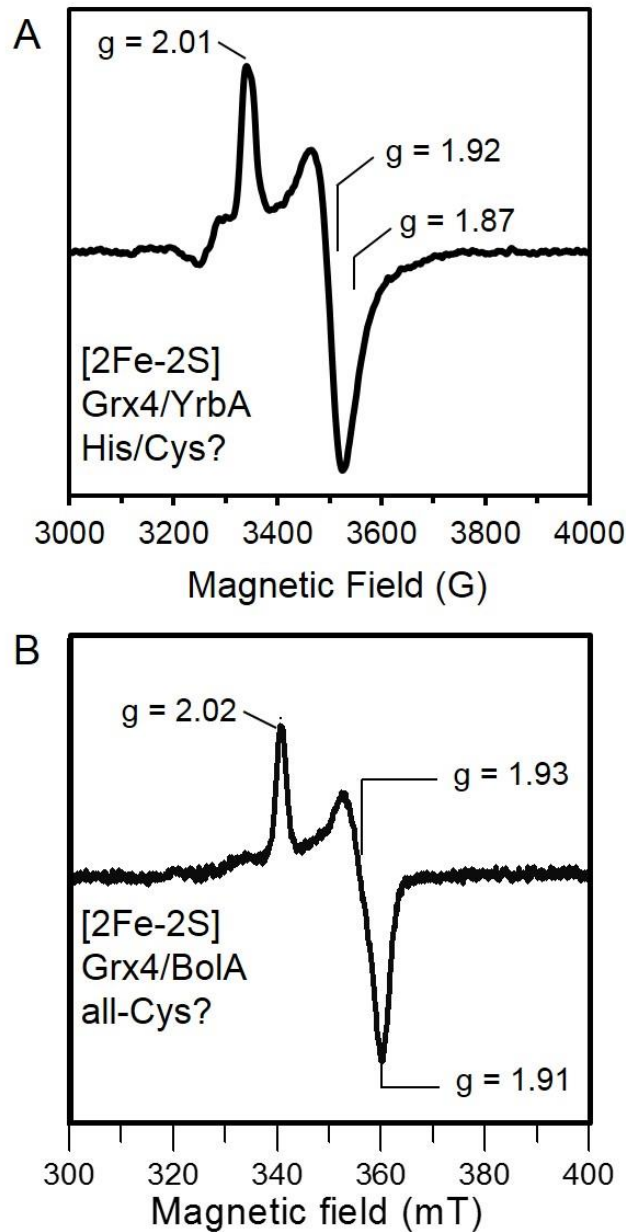 A
g = 2.01
g = 1.92
g = 1.87
[2Fe-2S]
Grx4/YrbA
His/Cys?
3000 3200 3400 3600 3800 4000
Magnetic Field (G)
B
g = 2.02
g = 1.93
[2Fe-2S]
Grx4/BolA
all-Cys?
g = 1.91
300 320 340 360 380 400
Magnetic field (mT)